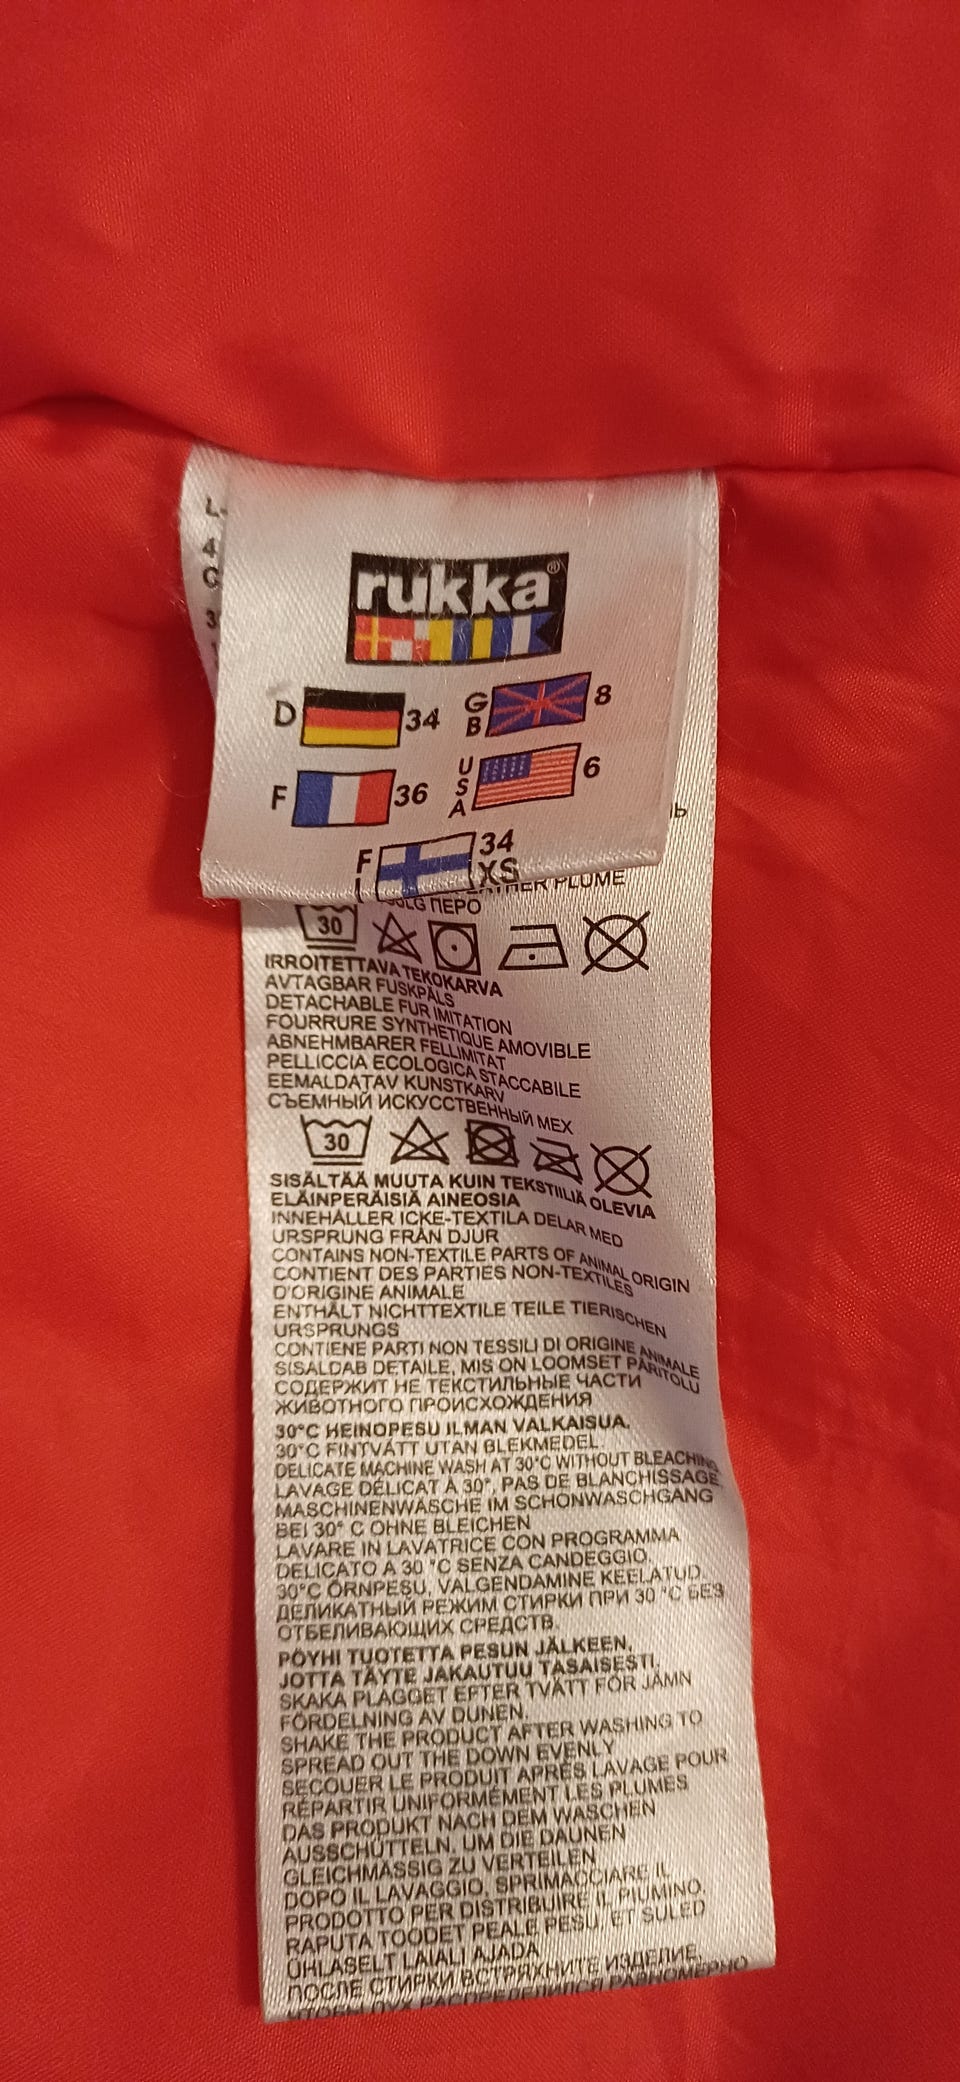 rukka®
D 34 GB 8
F 36 USA 6
FI 34 XS
PLUME
ПЕРО
30
IRROITETTAVA TEKOKARVA
AVTAGBAR FUSKPÄLS
DETACHABLE FUR IMITATION
FOURRURE SYNTHETIQUE AMOVIBLE
ABNEHMBARER FELLIMITAT
PELLICCIA ECOLOGICA STACCABILE
EEMALDATAV KUNSTKARV
СЪЕМНЫЙ ИСКУССТВЕННЫЙ МЕХ
30
SISÄLTÄÄ MUUTA KUIN TEKSTIILIÄ OLEVIA
ELÄINPERÄISIÄ AINEOSIA
INNEHÅLLER ICKE-TEXTILA DELAR MED
URSPRUNG FRÅN DJUR
CONTAINS NON-TEXTILE PARTS OF ANIMAL ORIGIN
CONTIENT DES PARTIES NON-TEXTILES
D'ORIGINE ANIMALE
ENTHÄLT NICHTTEXTILE TEILE TIERISCHEN
URSPRUNGS
CONTIENE PARTI NON TESSILI DI ORIGINE ANIMALE
SISALDAB DETAILE, MIS ON LOOMSET PÄRITOLU
СОДЕРЖИТ НЕ ТЕКСТИЛЬНЫЕ ЧАСТИ
ЖИВОТНОГО ПРОИСХОЖДЕНИЯ
30°C HEINOPESU ILMAN VALKAISUA.
30°C FINTVÄTT UTAN BLEKMEDEL.
DELICATE MACHINE WASH AT 30°C WITHOUT BLEACHING
LAVAGE DÉLICAT À 30°, PAS DE BLANCHISSAGE
MASCHINENWÄSCHE IM SCHONWASCHGANG
BEI 30° C OHNE BLEICHEN
LAVARE IN LAVATRICE CON PROGRAMMA
DELICATO A 30 °C SENZA CANDEGGIO.
30°C ÕRNPESU, VALGENDAMINE KEELATUD.
ДЕЛИКАТНЫЙ РЕЖИМ СТИРКИ ПРИ 30 °C БЕЗ
ОТБЕЛИВАЮЩИХ СРЕДСТВ.
PÖYHI TUOTETTA PESUN JÄLKEEN,
JOTTA TÄYTE JAKAUTUU TASAISESTI.
SKAKA PLAGGET EFTER TVÄTT FÖR JÄMN
FÖRDELNING AV DUNEN.
SHAKE THE PRODUCT AFTER WASHING TO
SPREAD OUT THE DOWN EVENLY
SECOUER LE PRODUIT APRÈS LAVAGE POUR
RÉPARTIR UNIFORMÉMENT LES PLUMES
DAS PRODUKT NACH DEM WASCHEN
AUSSCHÜTTELN, UM DIE DAUNEN
GLEICHMÄSSIG ZU VERTEILEN
DOPO IL LAVAGGIO, SPRIMACCIARE IL
PRODOTTO PER DISTRIBUIRE IL PIUMINO.
RAPUTA TOODET PEALE PESU, ET SULED
ÜHLASELT LAIALI AJADA
ПОСЛЕ СТИРКИ ВСТРЯХНИТЕ ИЗДЕЛИЕ,
ЧТОБЫ ПУХ РАСПРЕДЕЛИЛСЯ РАВНОМЕРНО